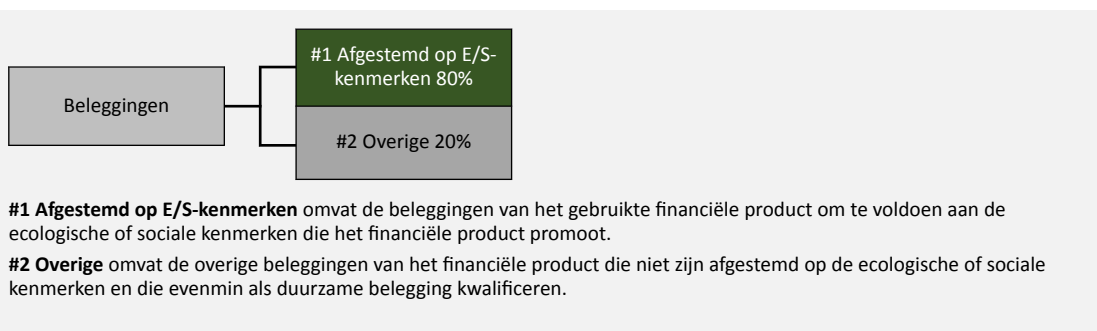 #1 Afgestemd op E/S-
kenmerken 80%
Beleggingen
#2 Overige 20%
#1 Afgestemd op E/S-kenmerken omvat de beleggingen van het gebruikte financiële product om te voldoen aan de
ecologische of sociale kenmerken die het financiële product promoot.
#2 Overige omvat de overige beleggingen van het financiële product die niet zijn afgestemd op de ecologische of sociale
kenmerken en die evenmin als duurzame belegging kwalificeren.